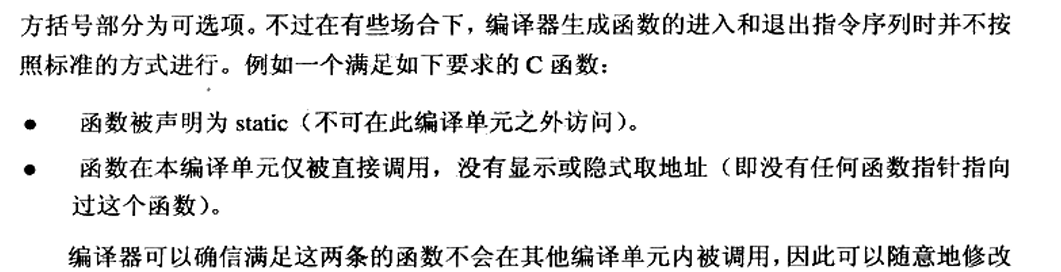 方括号部分为可选项。不过在有些场合下，编译器生成函数的进入和退出指令序列时并不按
照标准的方式进行。例如一个满足如下要求的 C 函数：
● 函数被声明为 static（不可在此编译单元之外访问）。
● 函数在本编译单元仅被直接调用，没有显示或隐式取地址（即没有任何函数指针指向
过这个函数）。
编译器可以确信满足这两条的函数不会在其他编译单元内被调用，因此可以随意地修改